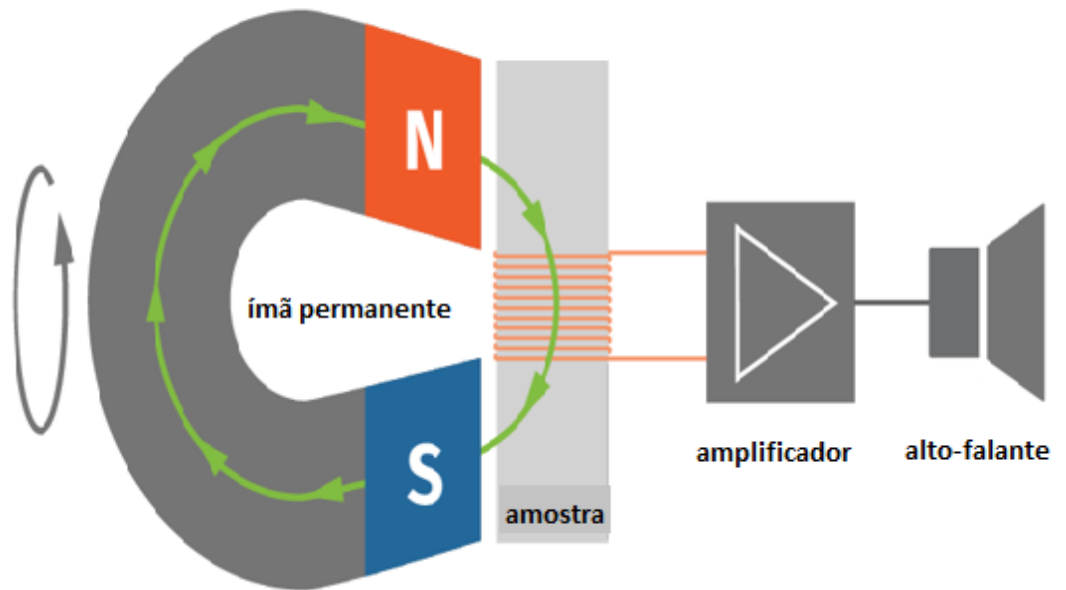 N
ímã permanente
S
amostra
amplificador
alto-falante